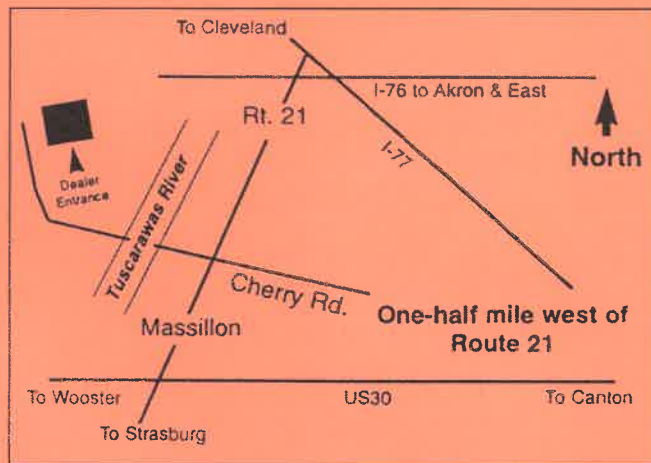 To Cleveland
I-76 to Akron & East
Rt. 21
I-77
North
Dealer
Entrance
Tuscarawas River
Cherry Rd.
Massillon
One-half mile west of
Route 21
To Wooster
US30
To Canton
To Strasburg